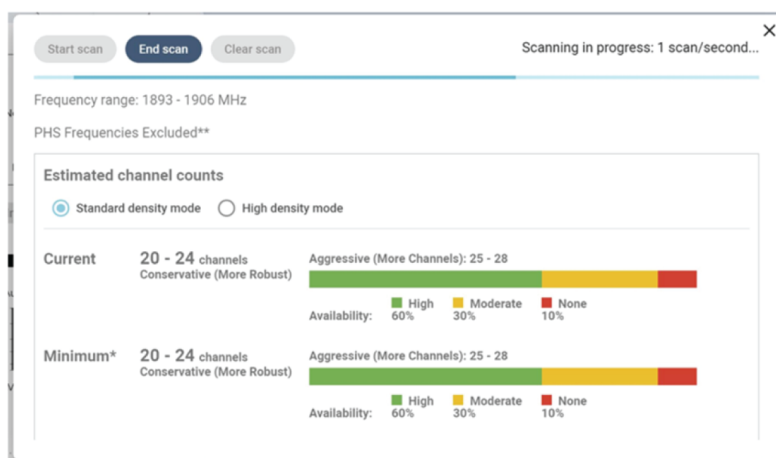 Start scan End scan Clear scan Scanning in progress: 1 scan/second...
Frequency range: 1893 - 1906 MHz
PHS Frequencies Excluded**
Estimated channel counts
Standard density mode High density mode
Current 20 - 24 channels Aggressive (More Channels): 25 - 28
Conservative (More Robust)
High Moderate None
Availability: 60% 30% 10%
Minimum* 20 - 24 channels Aggressive (More Channels): 25 - 28
Conservative (More Robust)
High Moderate None
Availability: 60% 30% 10%